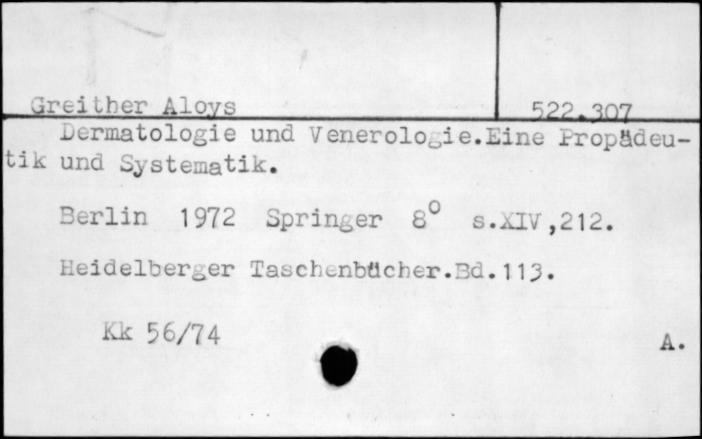 Greither Aloys 522.307
Dermatologie und Venerologie.Eine Propädeu-
tik und Systematik.
Berlin 1972 Springer 8° s.XIV,212.
Heidelberger Taschenbücher.Bd.113.
Kk 56/74 A.